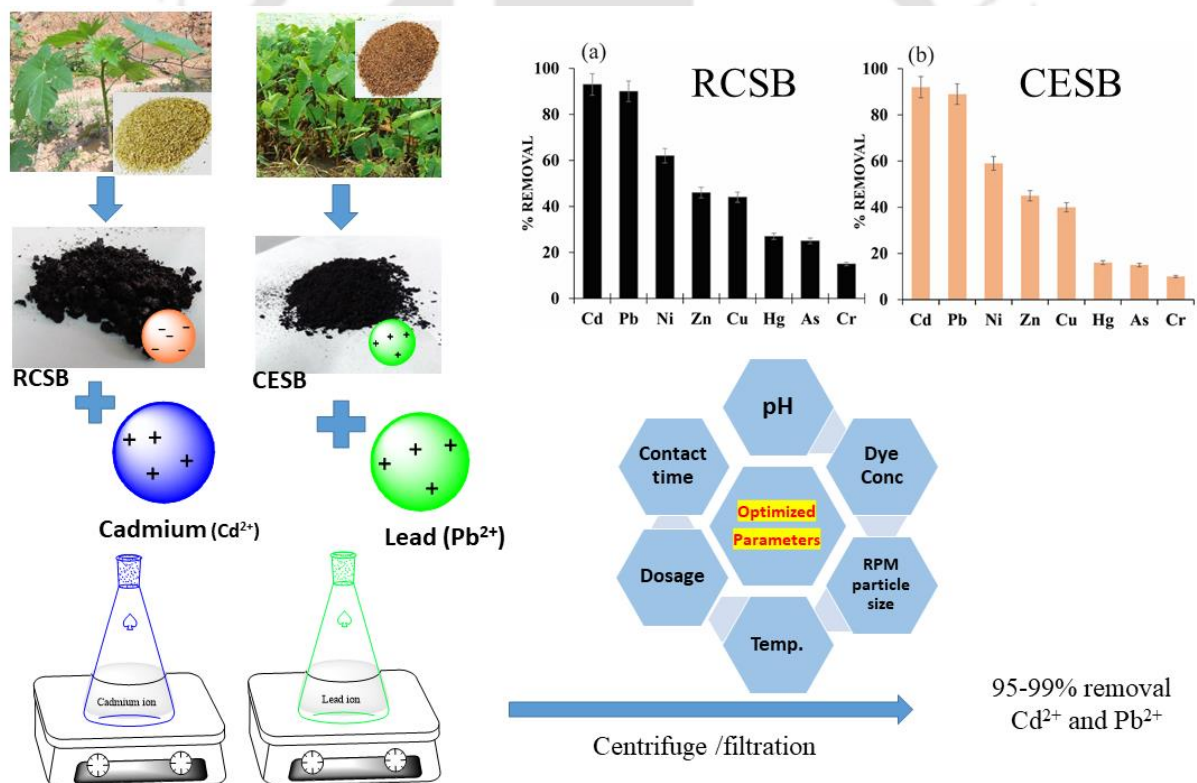 (a)
RCSB
% REMOVAL
100
80
60
40
20
0
Cd Pb Ni Zn Cu Hg As Cr
(b)
CESB
% REMOVAL
100
80
60
40
20
0
Cd Pb Ni Zn Cu Hg As Cr
RCSB
CESB
Cadmium (Cd²⁺)
Lead (Pb²⁺)
Cadmium ion
Lead ion
pH
Contact
time
Dye
Conc
Optimized
Parameters
Dosage
RPM
particle
size
Temp.
Centrifuge /filtration
95-99% removal
Cd²⁺ and Pb²⁺